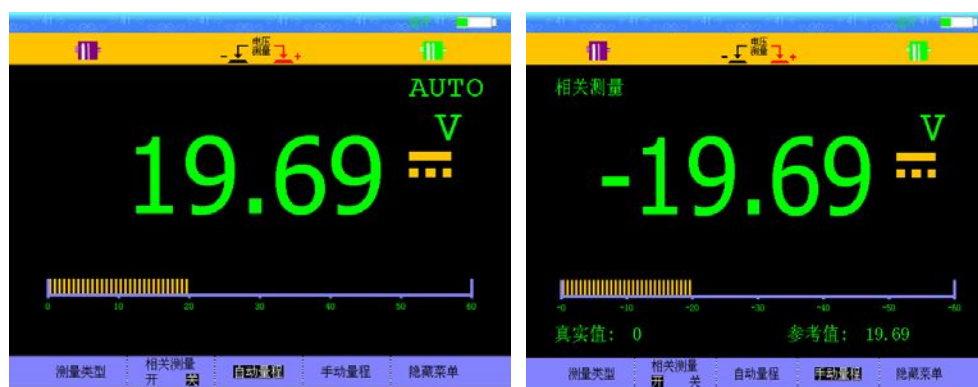 电压
测量
- +
AUTO
V
19.69
0 10 20 30 40 50 60
测量类型 相关测量 开 关 自动量程 手动量程 隐藏菜单
电压
测量
- +
相关测量
V
-19.69
-0 -10 -20 -30 -40 -50 -60
真实值: 0 参考值: 19.69
测量类型 相关测量 开 关 自动量程 手动量程 隐藏菜单